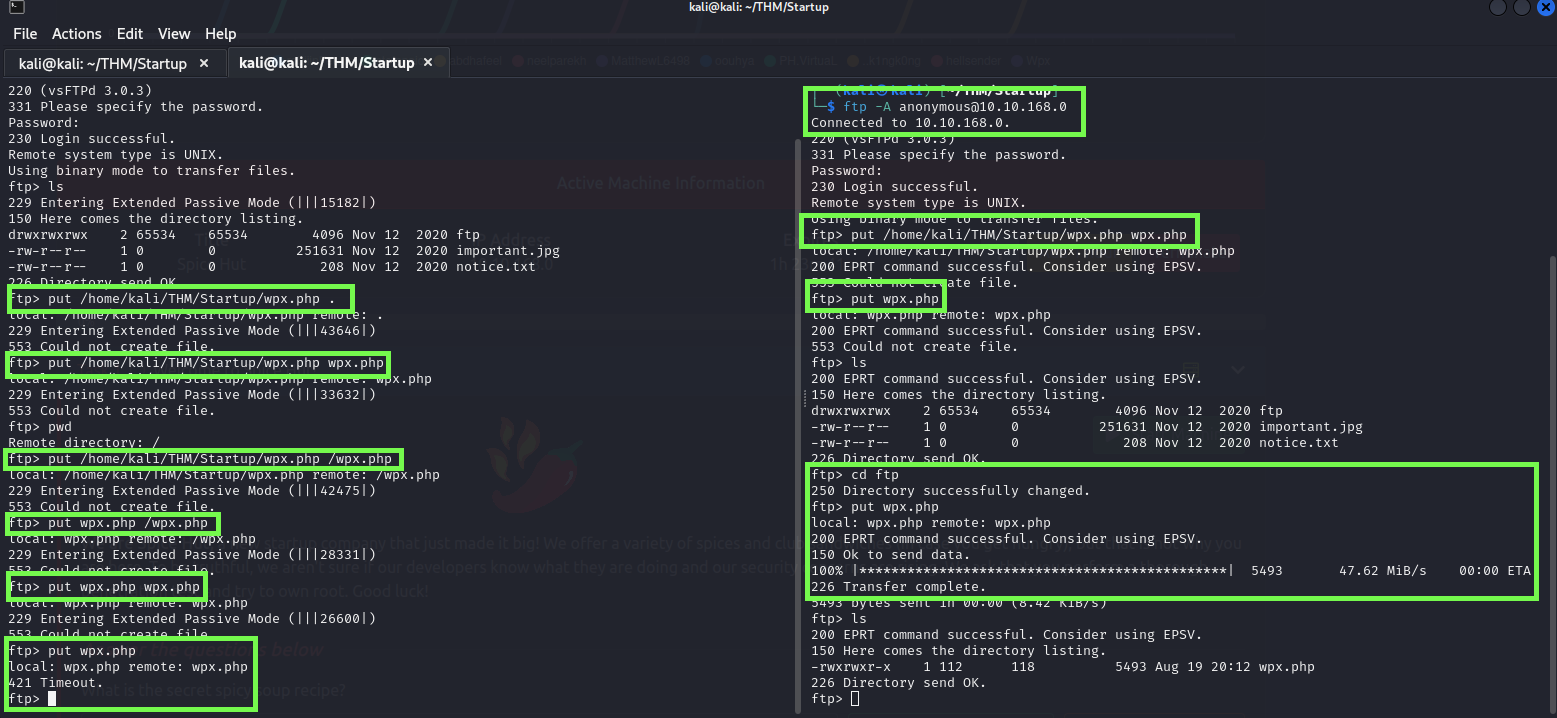 kali@kali: ~/THM/Startup
File Actions Edit View Help
kali@kali: ~/THM/Startup × kali@kali: ~/THM/Startup ×
220 (vsFTPd 3.0.3)
331 Please specify the password.
Password:
230 Login successful.
Remote system type is UNIX.
Using binary mode to transfer files.
ftp> ls
229 Entering Extended Passive Mode (|||15182|)
150 Here comes the directory listing.
drwxrwxrwx    2 65534    65534        4096 Nov 12  2020 ftp
-rw-r--r--    1 0        0          251631 Nov 12  2020 important.jpg
-rw-r--r--    1 0        0             208 Nov 12  2020 notice.txt
226 Directory send OK.
ftp> put /home/kali/THM/Startup/wpx.php .
local: /home/kali/THM/Startup/wpx.php remote: .
229 Entering Extended Passive Mode (|||43646|)
553 Could not create file.
ftp> put /home/kali/THM/Startup/wpx.php wpx.php
local: /home/kali/THM/Startup/wpx.php remote: wpx.php
229 Entering Extended Passive Mode (|||33632|)
553 Could not create file.
ftp> pwd
Remote directory: /
ftp> put /home/kali/THM/Startup/wpx.php /wpx.php
local: /home/kali/THM/Startup/wpx.php remote: /wpx.php
229 Entering Extended Passive Mode (|||42475|)
553 Could not create file.
ftp> put wpx.php /wpx.php
local: wpx.php remote: /wpx.php
229 Entering Extended Passive Mode (|||28331|)
553 Could not create file.
ftp> put wpx.php wpx.php
local: wpx.php remote: wpx.php
229 Entering Extended Passive Mode (|||26600|)
553 Could not create file.
ftp> put wpx.php
local: wpx.php remote: wpx.php
421 Timeout.
ftp>
(kali㉿kali)-[~/THM/Startup]
└─$ ftp -A anonymous@10.10.168.0
Connected to 10.10.168.0.
220 (vsFTPd 3.0.3)
331 Please specify the password.
Password:
230 Login successful.
Remote system type is UNIX.
Using binary mode to transfer files.
ftp> put /home/kali/THM/Startup/wpx.php wpx.php
local: /home/kali/THM/Startup/wpx.php remote: wpx.php
200 EPRT command successful. Consider using EPSV.
553 Could not create file.
ftp> put wpx.php
local: wpx.php remote: wpx.php
200 EPRT command successful. Consider using EPSV.
553 Could not create file.
ftp> ls
200 EPRT command successful. Consider using EPSV.
150 Here comes the directory listing.
drwxrwxrwx    2 65534    65534        4096 Nov 12  2020 ftp
-rw-r--r--    1 0        0          251631 Nov 12  2020 important.jpg
-rw-r--r--    1 0        0             208 Nov 12  2020 notice.txt
226 Directory send OK.
ftp> cd ftp
250 Directory successfully changed.
ftp> put wpx.php
local: wpx.php remote: wpx.php
200 EPRT command successful. Consider using EPSV.
150 Ok to send data.
100% |***********************************************|  5493       47.62 MiB/s    00:00 ETA
226 Transfer complete.
5493 bytes sent in 00:00 (8.42 KiB/s)
ftp> ls
200 EPRT command successful. Consider using EPSV.
150 Here comes the directory listing.
-rwxrwxr-x    1 112      118          5493 Aug 19 20:12 wpx.php
226 Directory send OK.
ftp>
Active Machine Information
What is the secret spicy soup recipe?